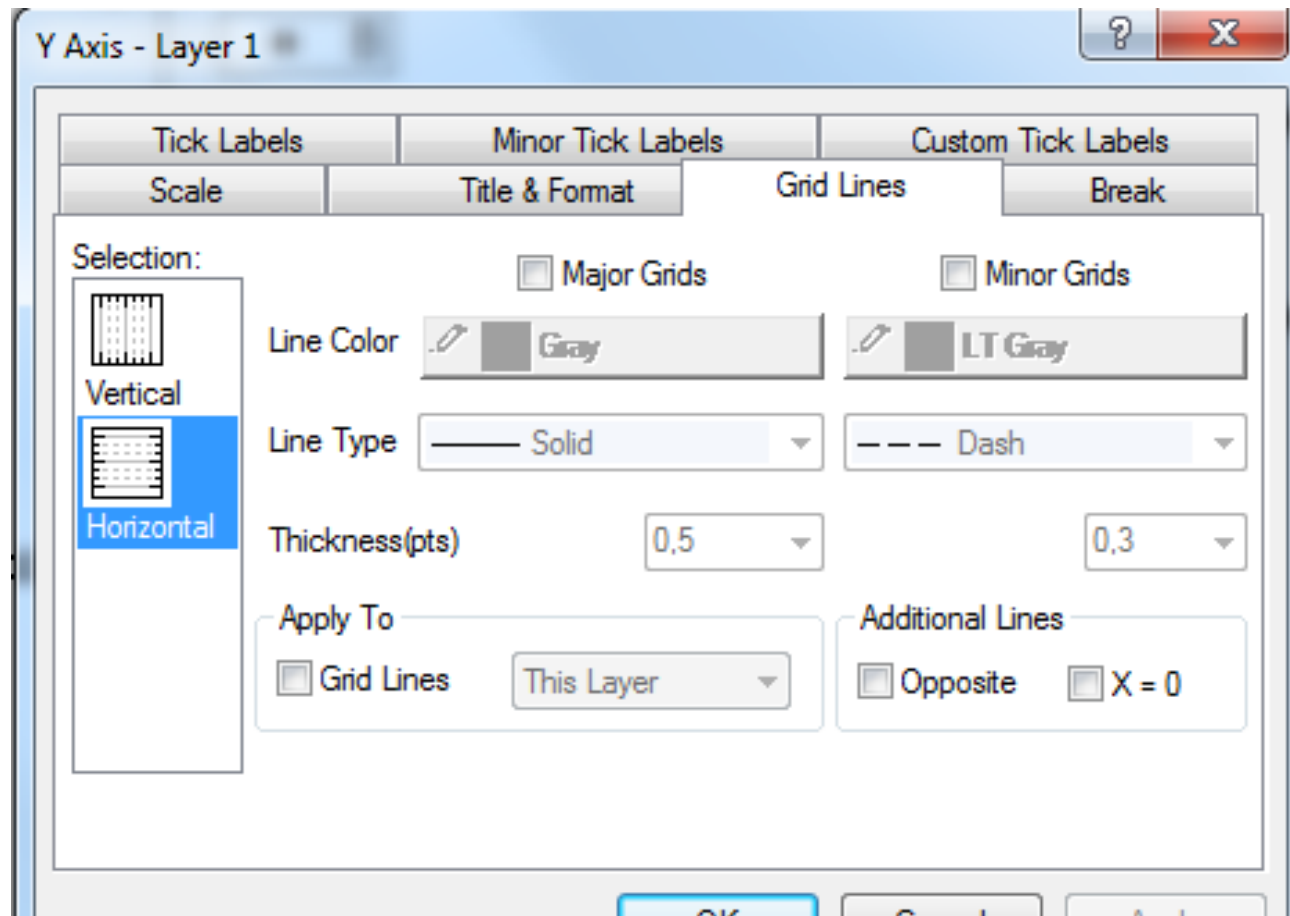 Y Axis - Layer 1
Tick Labels Minor Tick Labels Custom Tick Labels
Scale Title & Format Grid Lines Break
Selection:
Major Grids Minor Grids
Line Color Gray LT Gray
Vertical
Line Type Solid Dash
Horizontal
Thickness(pts) 0,5 0,3
Apply To Additional Lines
Grid Lines This Layer Opposite X = 0